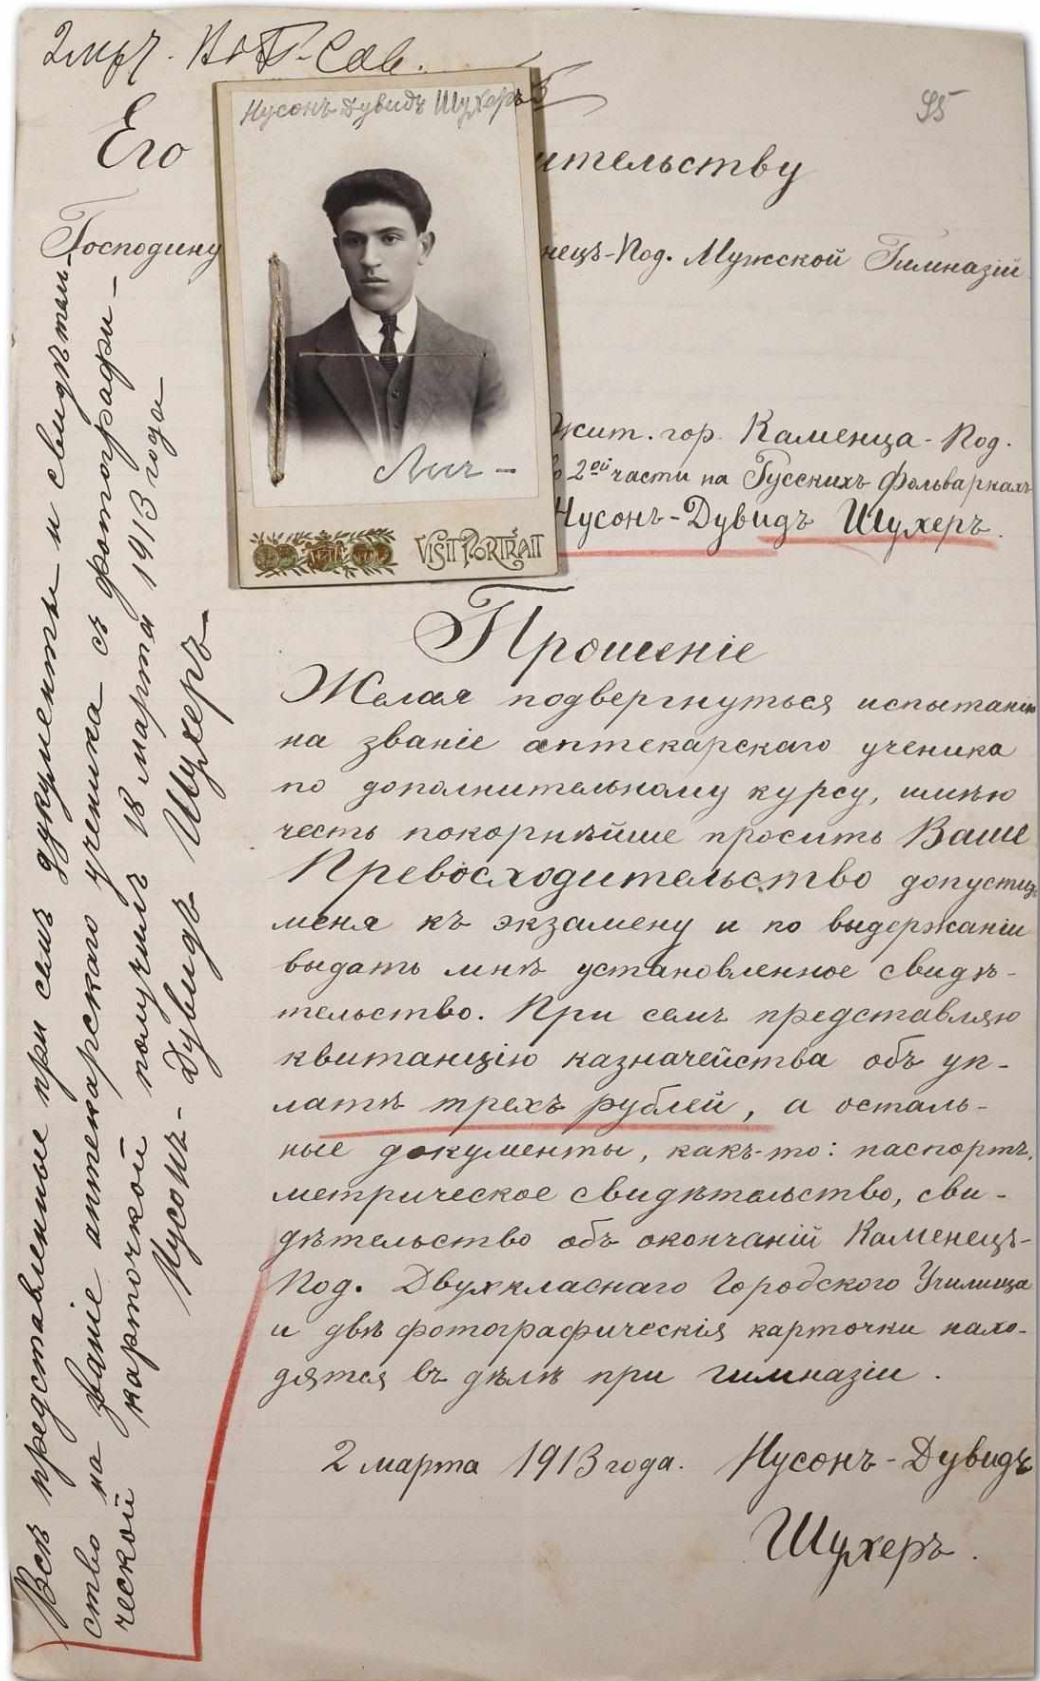 2 мрч.
95
Нусонъ Дувидъ Шухеръ
Его ительству
Господину нецъ-Под. Мужской Гимназіи
жит. гор. Каменца-Под.
2ой части на Русскихъ Фольваркахъ
Нусонъ-Дувидъ Шухеръ.
VISIT PORTRAIT
Прошеніе
Желая подвергнуться испытанію
на званіе аптекарскаго ученика
по дополнительному курсу, имѣю
честь покорнѣйше просить Ваше
Превосходительство допустить
меня къ экзамену и по выдержаніи
выдать мнѣ установленное свидѣ-
тельство. При семъ представляю
квитанцію казначейства объ уп-
латѣ трехъ рублей, а осталь-
ные документы, какъ-то: паспортъ,
метрическое свидѣтельство, сви-
дѣтельство объ окончаній Каменецъ-
Под. Двухкласнаго Городского Училища
и двѣ фотографическія карточки нахо-
дятся въ дѣлѣ при гимназіи.
2 марта 1913 года. Нусонъ-Дувидъ
Шухеръ.
Всѣ представленные при семъ документы и свидѣтель-
ство на званіе аптекарскаго ученика съ фотографи-
ческой карточкой получилъ 18 марта 1913 года
Нусонъ-Дувидъ Шухеръ